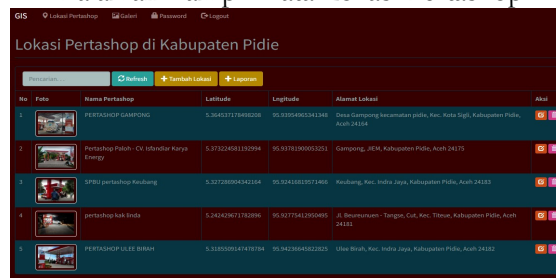 GIS Lokasi Pertashop Galeri Password Logout
Lokasi Pertashop di Kabupaten Pidie
Pencarian... Refresh + Tambah Lokasi + Laporan
No Foto Nama Pertashop Latitude Lngitude Alamat Lokasi Aksi
1 PERTASHOP GAMPONG 5.364537178498208 95.93954965341348 Desa Gampong kecamatan pidie, Kec. Kota Sigli, Kabupaten Pidie,
Aceh 24164
2 Pertashop Paloh - CV. Isfandiar Karya 5.373224581192994 95.93781900053251 Gampong, JIEM, Kabupaten Pidie, Aceh 24175
Energy
3 SPBU pertashop Keubang 5.327286904342164 95.92416819571466 Keubang, Kec. Indra Jaya, Kabupaten Pidie, Aceh 24183
4 pertashop kak linda 5.242429671782896 95.92775412950495 Jl. Beureunuen - Tangse, Cut, Kec. Titeue, Kabupaten Pidie, Aceh
24181
5 PERTASHOP ULEE BIRAH 5.3185509147478784 95.94236645822825 Ulee Birah, Kec. Indra Jaya, Kabupaten Pidie, Aceh 24182